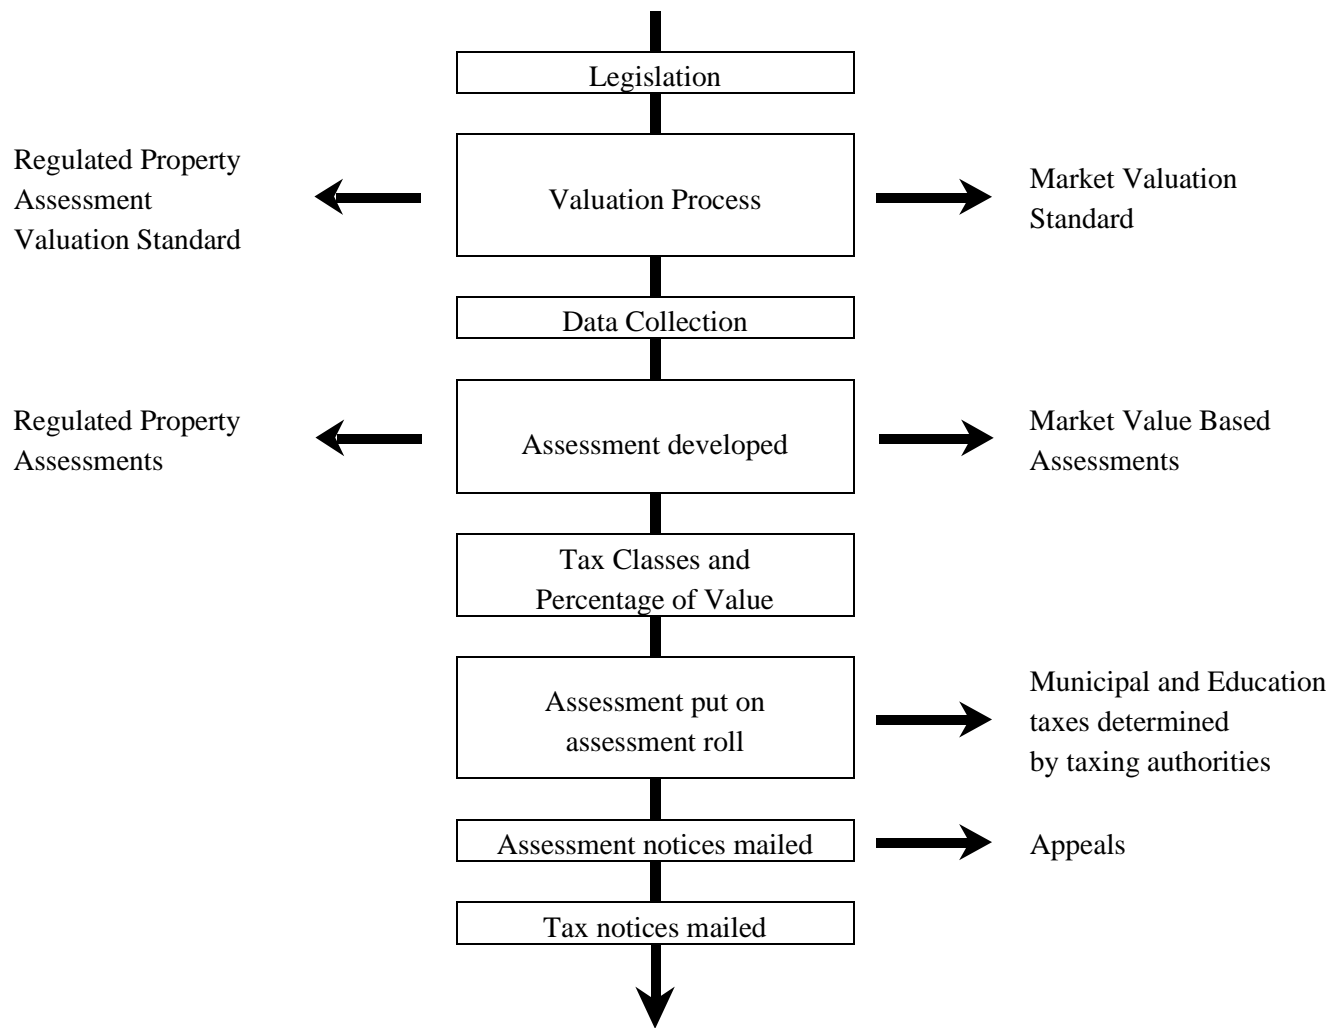 Legislation
Regulated Property
Assessment
Valuation Standard
Valuation Process
Market Valuation
Standard
Data Collection
Regulated Property
Assessments
Assessment developed
Market Value Based
Assessments
Tax Classes and
Percentage of Value
Assessment put on
assessment roll
Municipal and Education
taxes determined
by taxing authorities
Assessment notices mailed
Appeals
Tax notices mailed